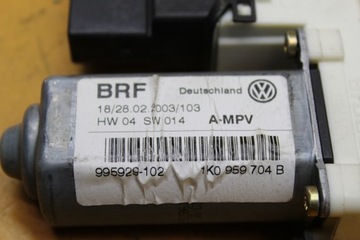 BRF Deutschland
18/28.02.2003/103
HW 04 SW 014 A-MPV
995929-102 1K0 959 704 B